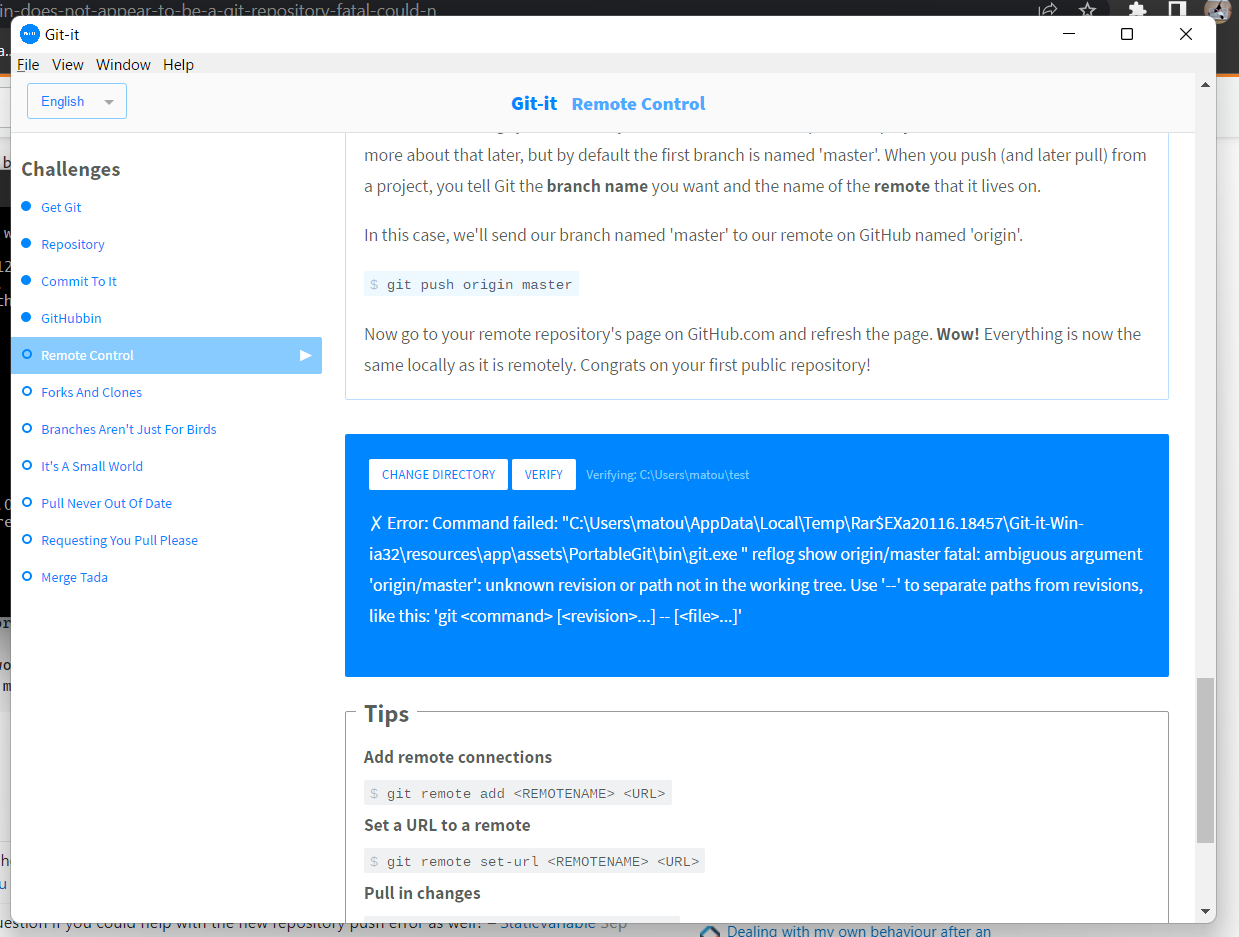 in-does-not-appear-to-be-a-git-repository-fatal-could-n
Git-it
File View Window Help
English
Git-it Remote Control
Challenges
Get Git
Repository
Commit To It
GitHubbin
Remote Control
Forks And Clones
Branches Aren't Just For Birds
It's A Small World
Pull Never Out Of Date
Requesting You Pull Please
Merge Tada
more about that later, but by default the first branch is named 'master'. When you push (and later pull) from
a project, you tell Git the branch name you want and the name of the remote that it lives on.
In this case, we'll send our branch named 'master' to our remote on GitHub named 'origin'.
$ git push origin master
Now go to your remote repository's page on GitHub.com and refresh the page. Wow! Everything is now the
same locally as it is remotely. Congrats on your first public repository!
CHANGE DIRECTORY VERIFY Verifying: C:\Users\matou\test
✗ Error: Command failed: "C:\Users\matou\AppData\Local\Temp\Rar$EXa20116.18457\Git-it-Win-
ia32\resources\app\assets\PortableGit\bin\git.exe " reflog show origin/master fatal: ambiguous argument
'origin/master': unknown revision or path not in the working tree. Use '--' to separate paths from revisions,
like this: 'git <command> [<revision>...] -- [<file>...]'
Tips
Add remote connections
$ git remote add <REMOTENAME> <URL>
Set a URL to a remote
$ git remote set-url <REMOTENAME> <URL>
Pull in changes
uestion if you could help with the new repository push error as well? – StaticVariable Sep
Dealing with my own behaviour after an